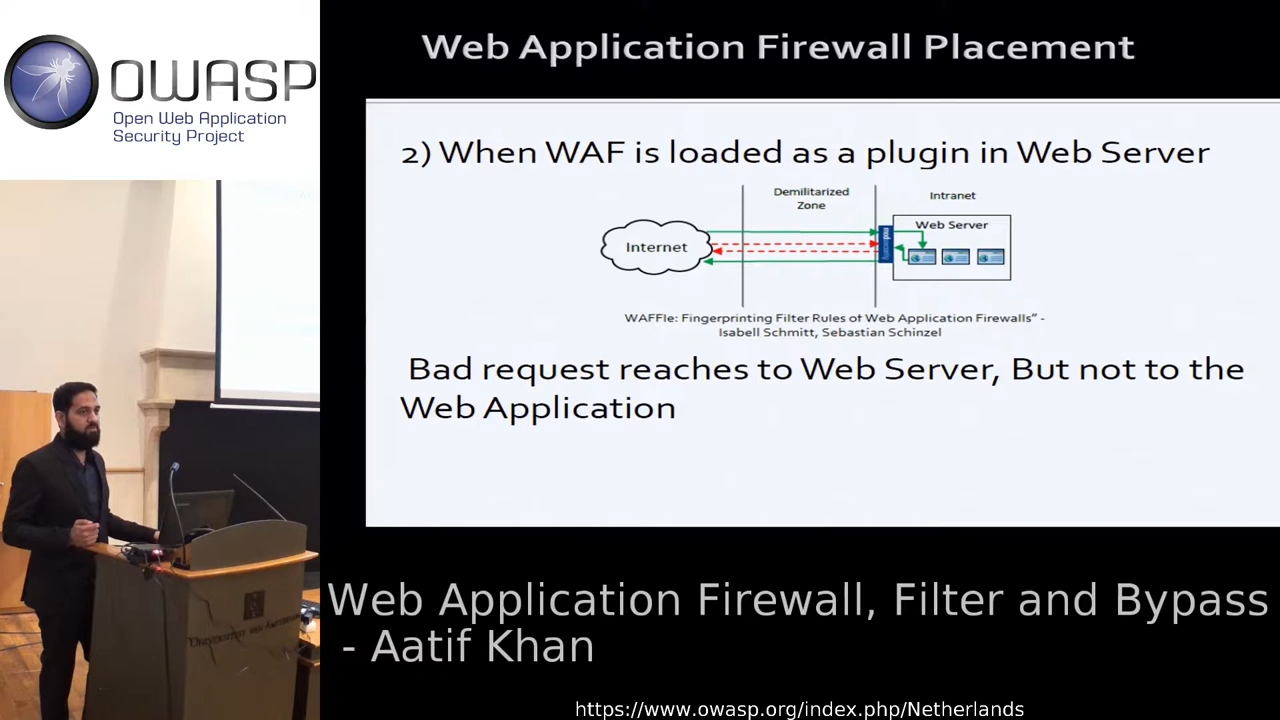 OWASP
Open Web Application
Security Project
Web Application Firewall Placement
2) When WAF is loaded as a plugin in Web Server
Demilitarized
Zone
Intranet
Web Server
Internet
WAFFle: Fingerprinting Filter Rules of Web Application Firewalls" -
Isabell Schmitt, Sebastian Schinzel
Bad request reaches to Web Server, But not to the
Web Application
Web Application Firewall, Filter and Bypass
- Aatif Khan
https://www.owasp.org/index.php/Netherlands